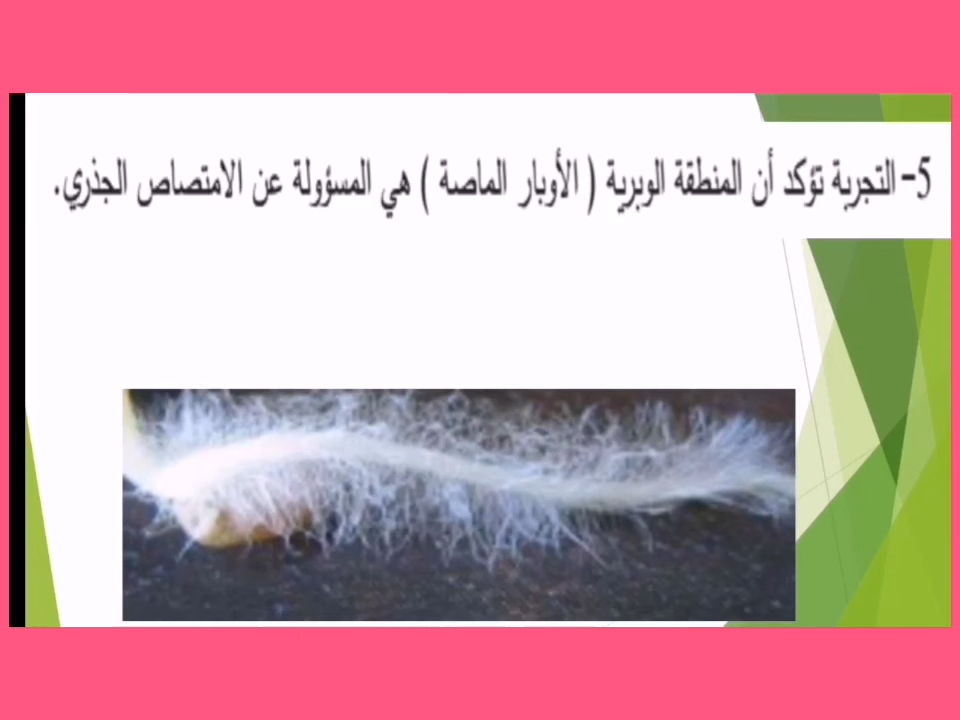 5- التجربة تؤكد أن المنطقة الوبرية ( الأوبار الماصة ) هي المسؤولة عن الامتصاص الجذري.